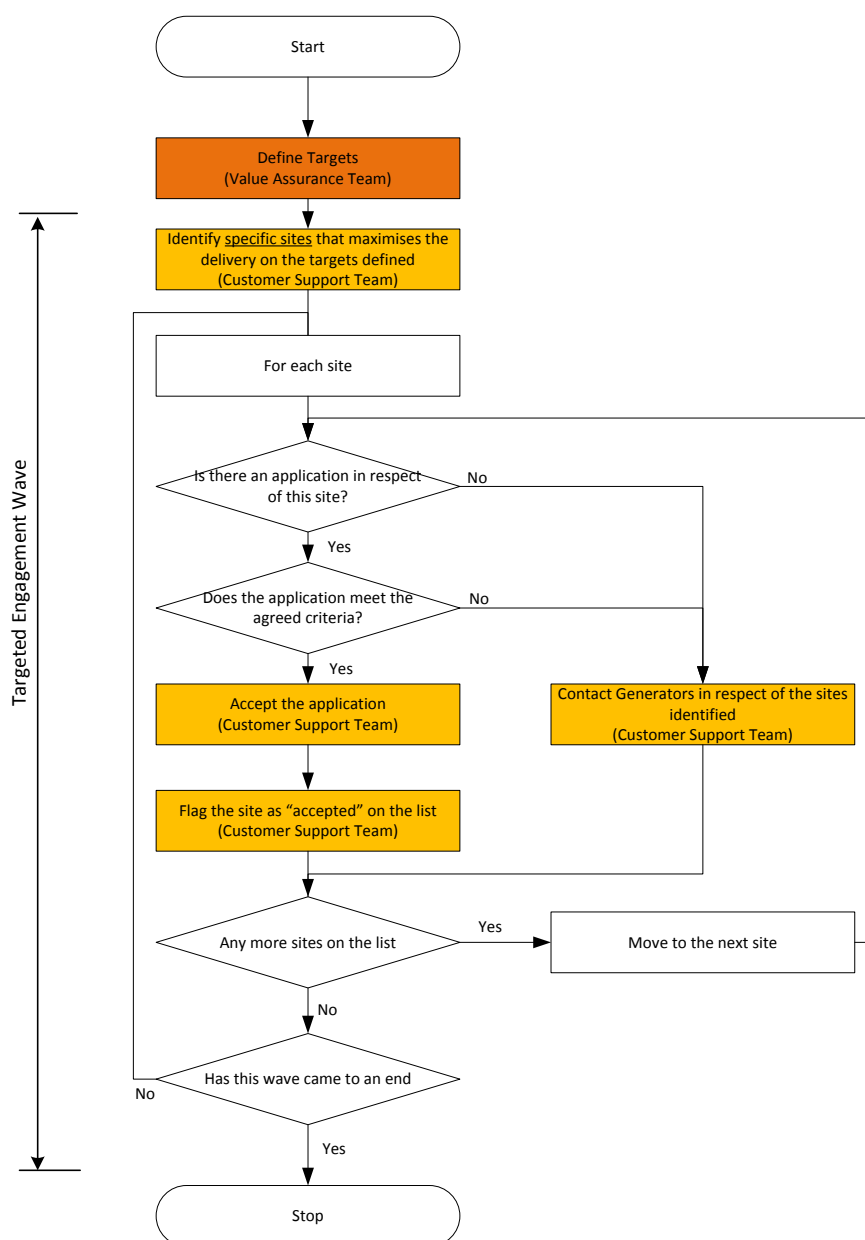 Start
Define Targets
(Value Assurance Team)
Identify specific sites that maximises the
delivery on the targets defined
(Customer Support Team)
For each site
Is there an application in respect
of this site?
No
Yes
Does the application meet the
agreed criteria?
No
Yes
Accept the application
(Customer Support Team)
Contact Generators in respect of the sites
identified
(Customer Support Team)
Flag the site as “accepted” on the list
(Customer Support Team)
Any more sites on the list
Yes
Move to the next site
No
Has this wave came to an end
No
Yes
Stop
Targeted Engagement Wave